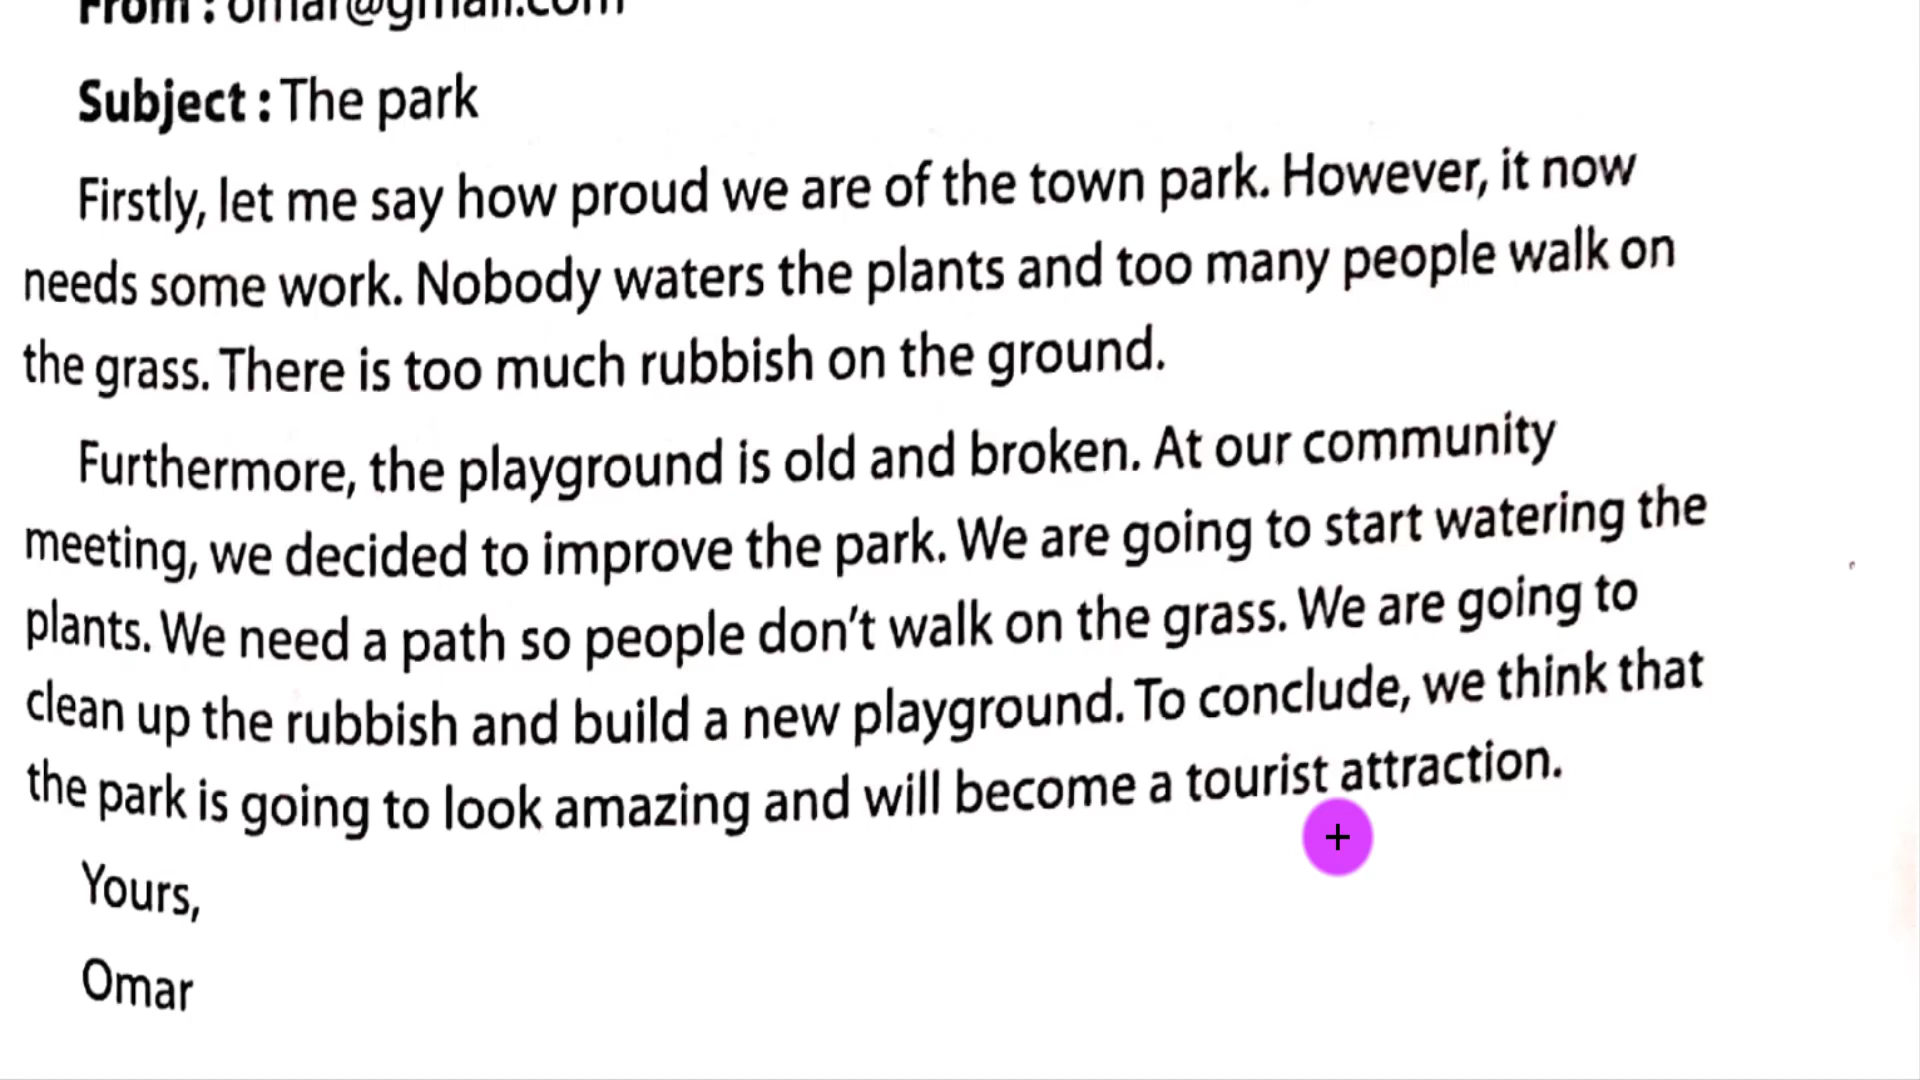 From : omar@gmail.com
Subject : The park
Firstly, let me say how proud we are of the town park. However, it now
needs some work. Nobody waters the plants and too many people walk on
the grass. There is too much rubbish on the ground.
Furthermore, the playground is old and broken. At our community
meeting, we decided to improve the park. We are going to start watering the
plants. We need a path so people don't walk on the grass. We are going to
clean up the rubbish and build a new playground. To conclude, we think that
the park is going to look amazing and will become a tourist attraction.
Yours,
Omar